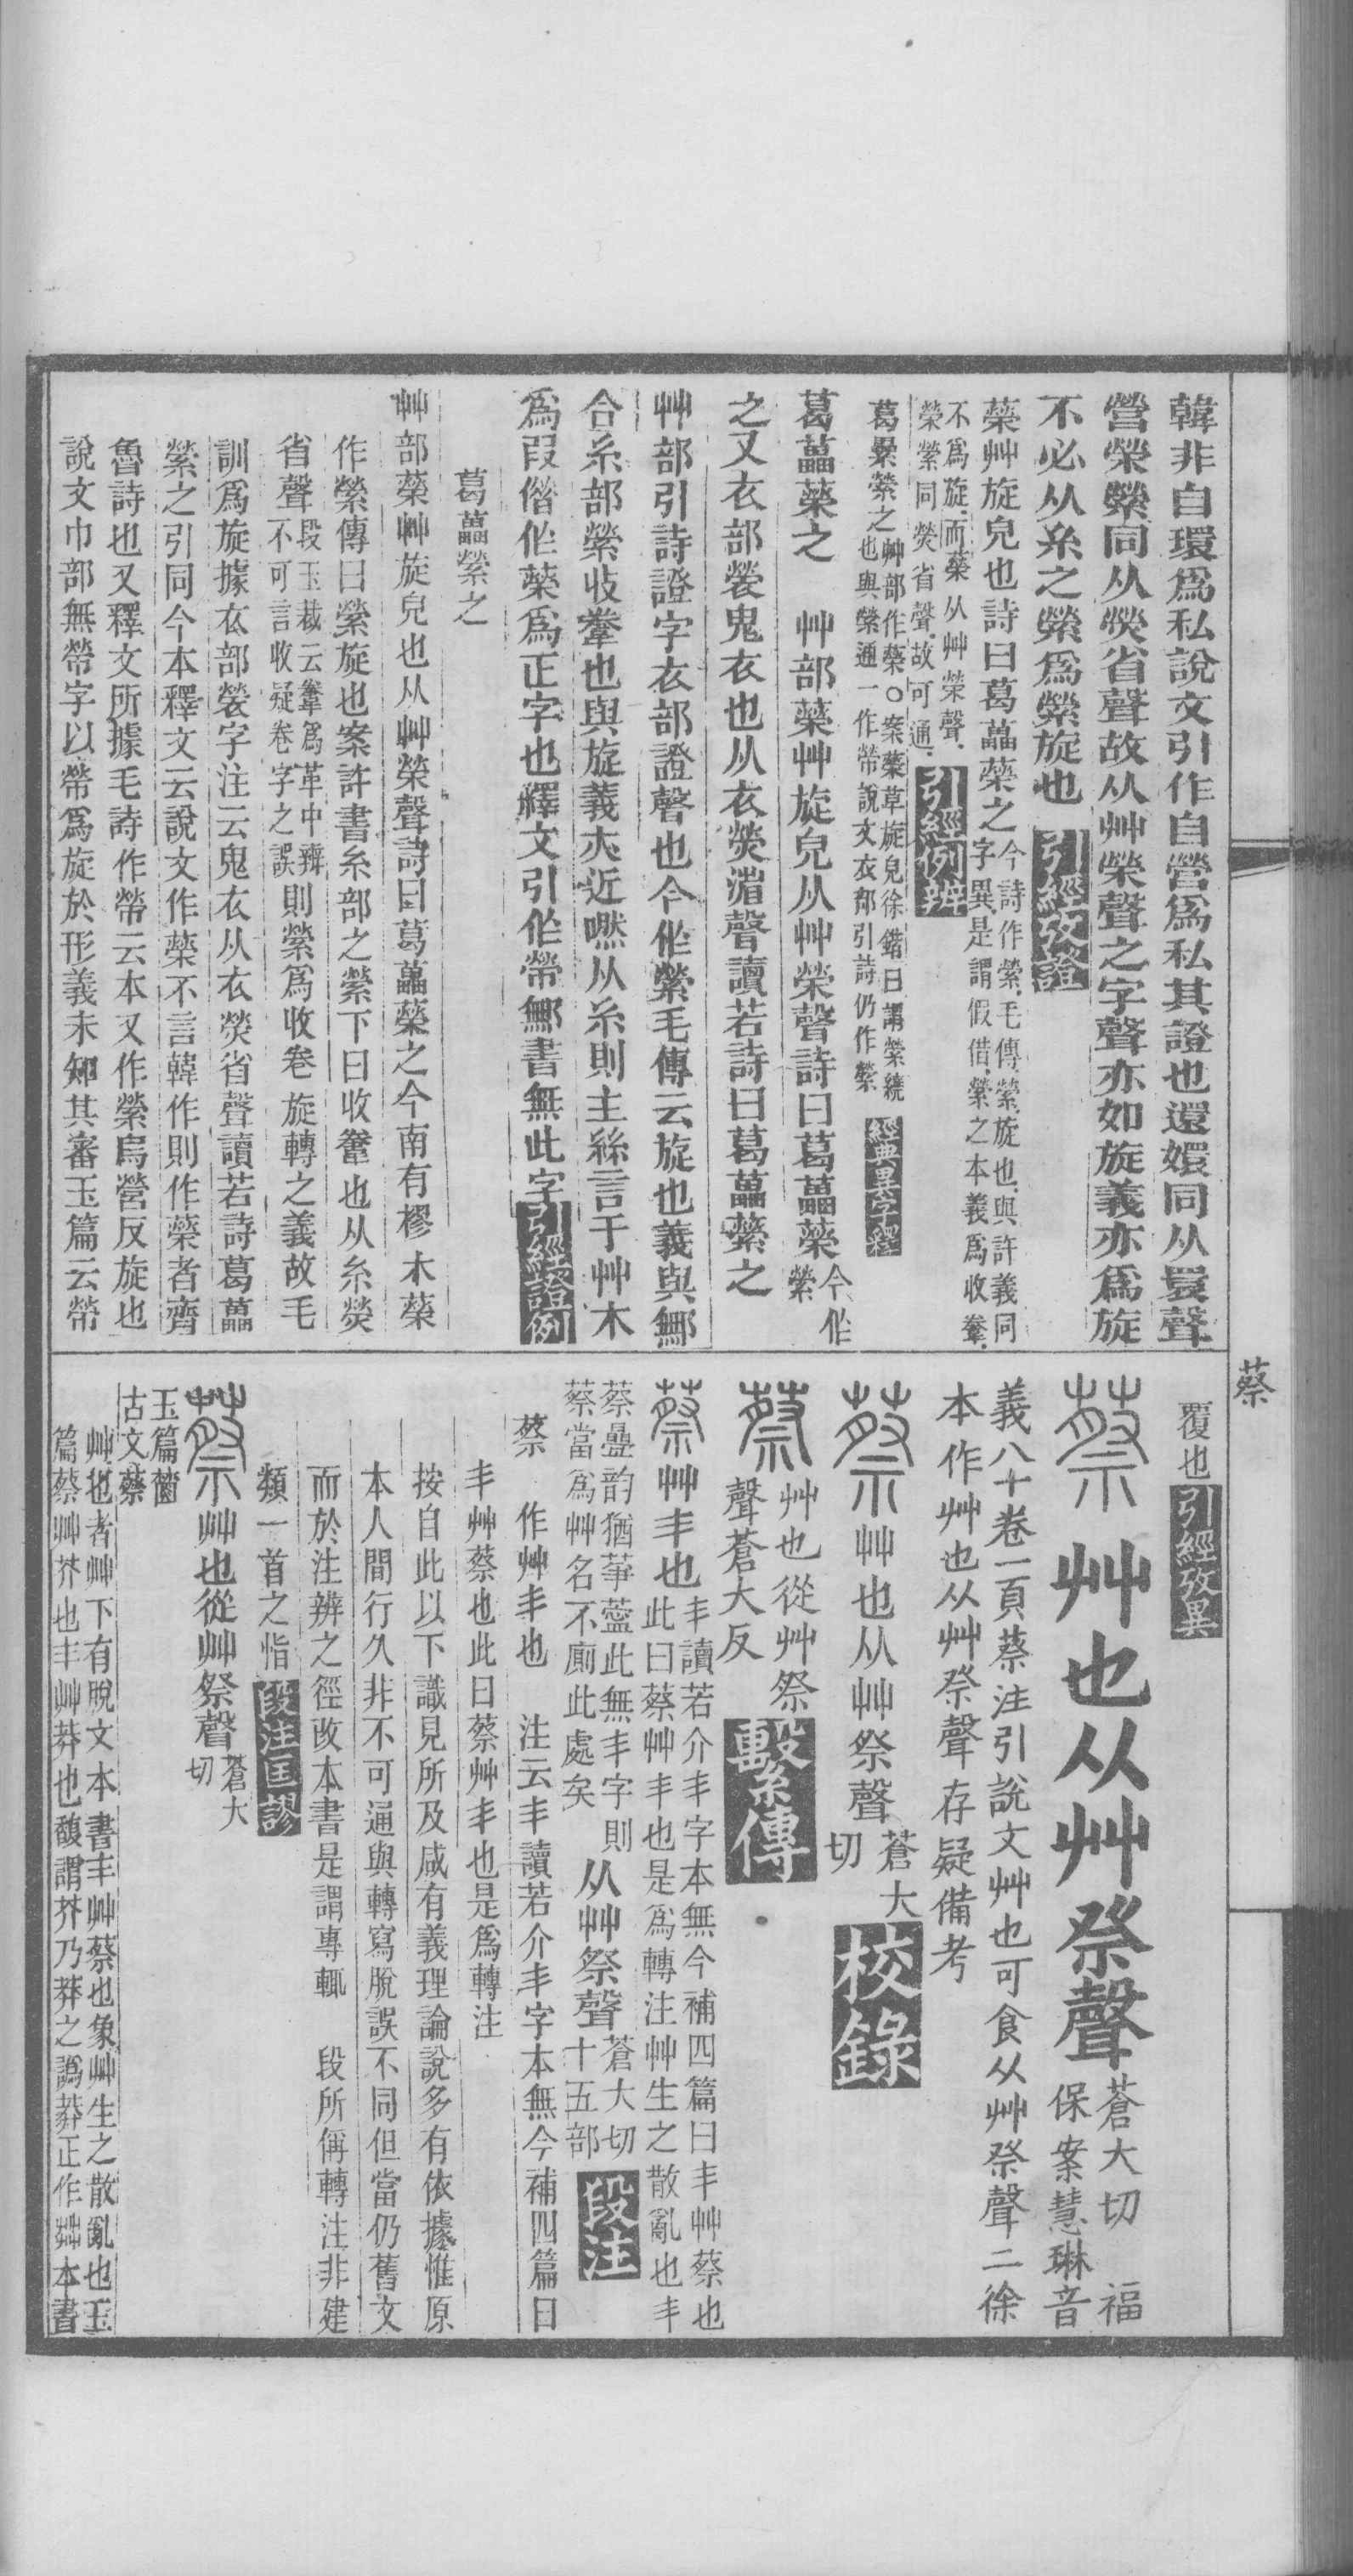 韓非自環爲私說文引作自營爲私其證也還嬛同从睘聲
營榮縈同从熒省聲故从艸榮聲之字聲亦如旋義亦爲旋
不必从糸之縈爲縈旋也 引經攷證
藥艸旋皃也詩曰葛藟藥之今詩作縈毛傳縈旋也與許義同
字異是謂假借縈之本義爲收韏
不爲旋而藥从艸榮聲
榮縈同熒省聲故可通 引經例辨
葛纍縈之艸部作蘂○案蘂草旋皃徐鍇曰謂縈繞
也與縈通一作帶說文衣部引詩仍作縈 經典異字釋
葛藟蘂之 艸部蘂艸旋皃从艸榮聲詩曰葛藟蘂今作
縈
之又衣部褮鬼衣也从衣熒渻聲讀若詩曰葛藟縈之
艸部引詩證字衣部證聲也今作縈毛傳云旋也義與鄦
合糸部縈收韏也與旋義亦近嘫从糸則主絲言于艸木
爲叚借作蘂爲正字也釋文引作帶鄦書無此字 引經證例
葛藟縈之
艸部蘂艸旋皃也从艸榮聲詩曰葛藟蘂之今南有樛木蘂
作縈傳曰縈旋也案許書糸部之縈下曰收韏也从糸熒
省聲段玉裁云韏爲革中辨
不可言收疑卷字之誤則縈爲收卷旋轉之義故毛
訓爲旋據衣部褮字注云鬼衣从衣熒省聲讀若詩葛藟
縈之引同今本釋文云說文作蘂不言韓作則作蘂者齊
魯詩也又釋文所據毛詩作帶云本又作縈烏營反旋也
說文巾部無帶字以帶爲旋於形義未知其審玉篇云帶
蔡
覆也 引經攷異
蔡 艸也从艸祭聲蒼大切 福
保案慧琳音
義八十卷一頁蔡注引說文艸也可食从艸祭聲二徐
本作艸也从艸祭聲存疑備考
蔡 艸也从艸祭聲蒼大
切 校錄
蔡 艸也從艸祭
聲蒼大反 繫傳
蔡 艸丯也丯讀若介丯字本無今補四篇曰丯艸蔡也
此曰蔡艸丯也是爲轉注艸生之散亂也丯
蔡曡韵猶萆薢此無丯字則
蔡當爲艸名不廁此處矣从艸祭聲蒼大切
十五部 段注
蔡 作艸丯也 注云丯讀若介丯字本無今補四篇曰
丯艸蔡也此曰蔡艸丯也是爲轉注
按自此以下識見所及咸有義理論說多有依據惟原
本人間行久非不可通與轉寫脫誤不同但當仍舊文
而於注辨之徑改本書是謂專輒 段所偁轉注非建
類一首之恉 段注匡謬
蔡 艸也從艸祭聲蒼大
切
玉篇
古文蔡
艸也者艸下有脫文本書丯艸蔡也象艸生之散亂也玉
篇蔡艸芥也丯艸莽也馥謂芥乃莽之譌莽正作茻本書